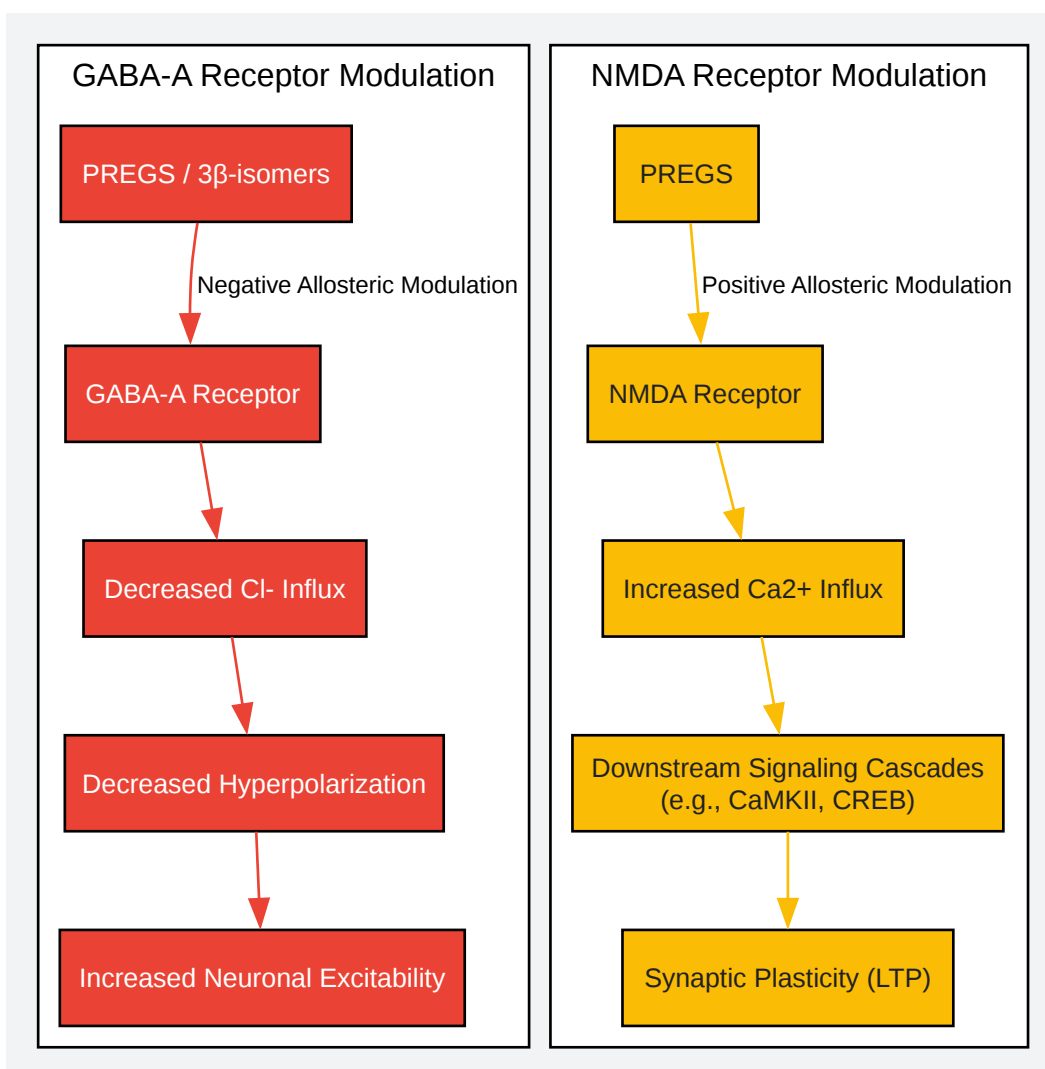 GABA-A Receptor Modulation
PREGS / 3β-isomers
Negative Allosteric Modulation
GABA-A Receptor
Decreased Cl- Influx
Decreased Hyperpolarization
Increased Neuronal Excitability
NMDA Receptor Modulation
PREGS
Positive Allosteric Modulation
NMDA Receptor
Increased Ca2+ Influx
Downstream Signaling Cascades
(e.g., CaMKII, CREB)
Synaptic Plasticity (LTP)